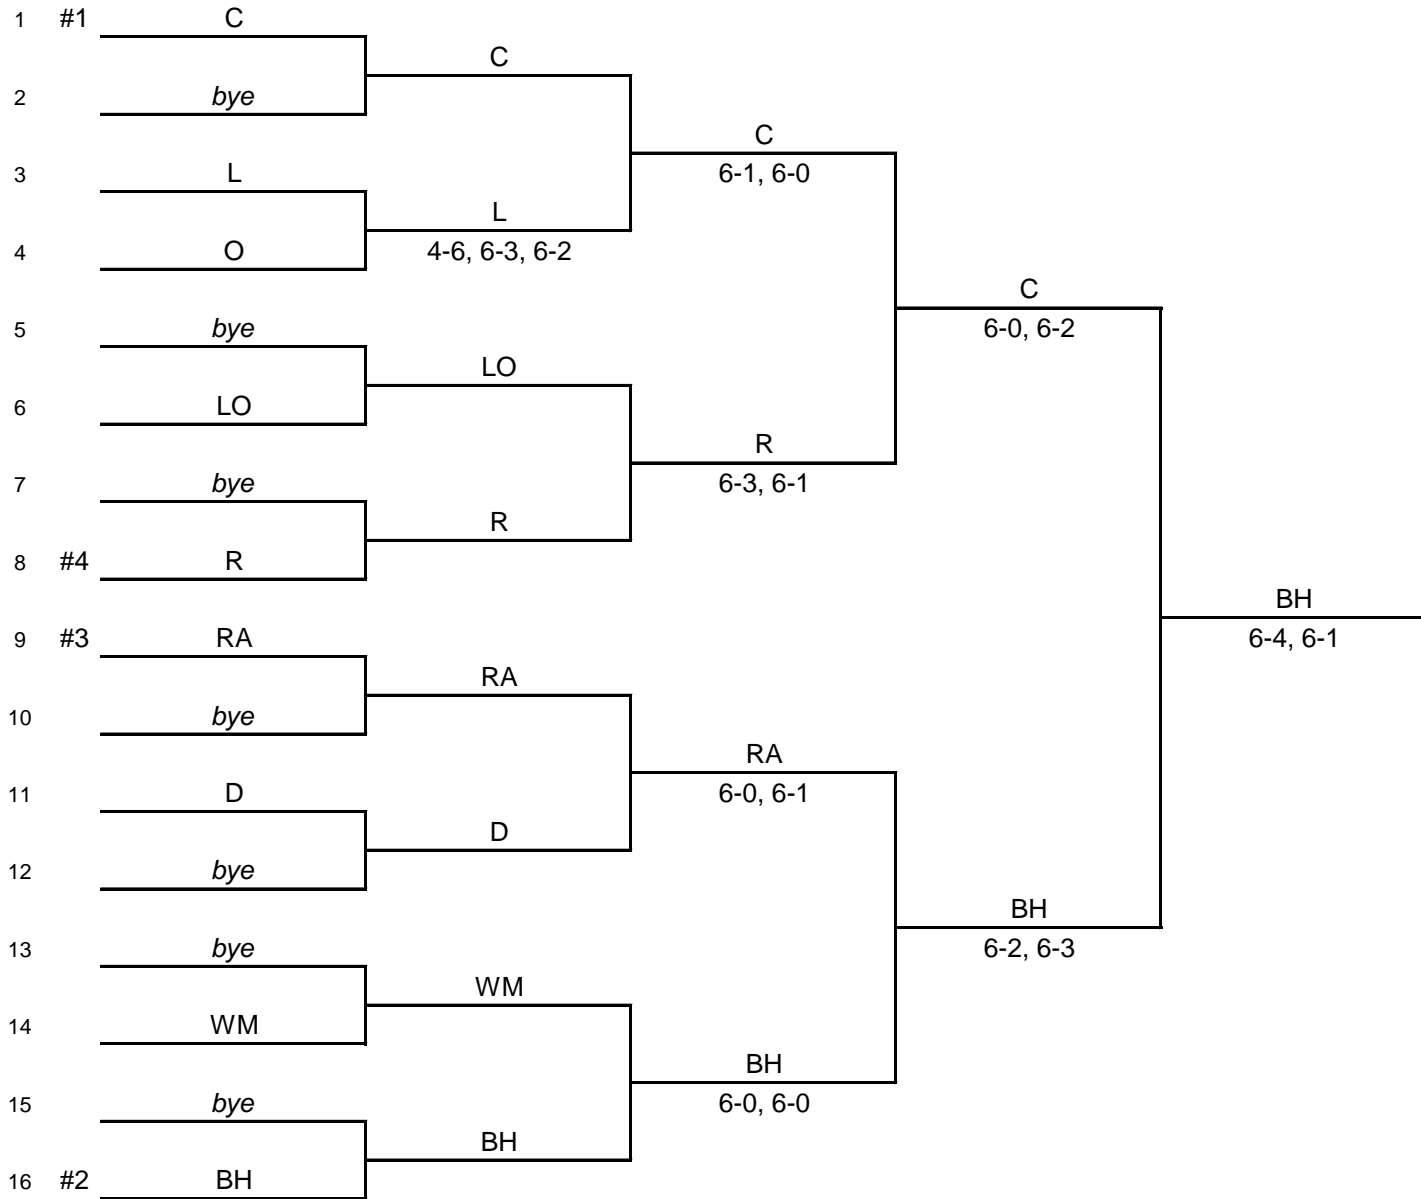 1 #1 C
C
2 bye
C
3 L
6-1, 6-0
L
4 O
4-6, 6-3, 6-2
C
5 bye
6-0, 6-2
LO
6 LO
R
7 bye
6-3, 6-1
R
8 #4 R
BH
9 #3 RA
6-4, 6-1
RA
10 bye
RA
11 D
6-0, 6-1
D
12 bye
BH
13 bye
6-2, 6-3
WM
14 WM
BH
15 bye
6-0, 6-0
BH
16 #2 BH